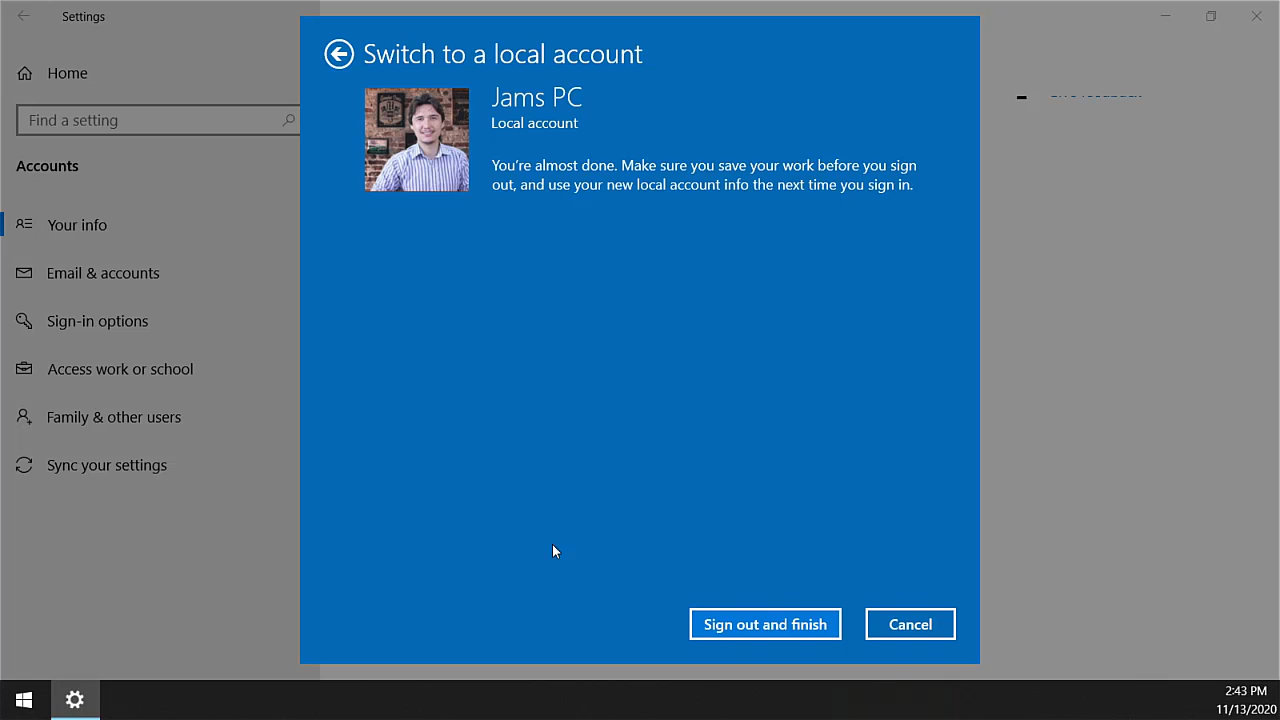 Settings
Switch to a local account
Home
Jams PC
Find a setting
Local account
Accounts
You're almost done. Make sure you save your work before you sign
out, and use your new local account info the next time you sign in.
Your info
Email & accounts
Sign-in options
Access work or school
Family & other users
Sync your settings
Sign out and finish
Cancel
2:43 PM
11/13/2020